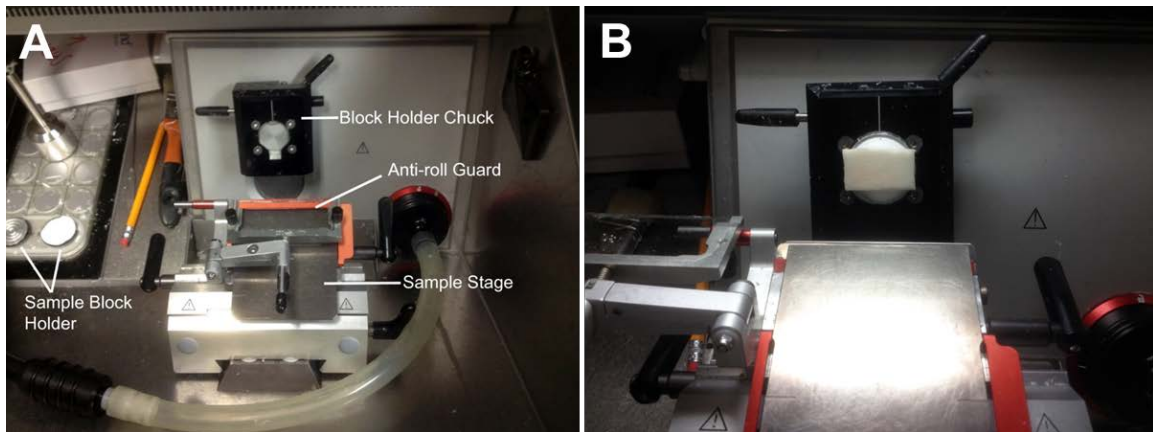 A
B
Block Holder Chuck
Anti-roll Guard
Sample Stage
Sample Block
Holder